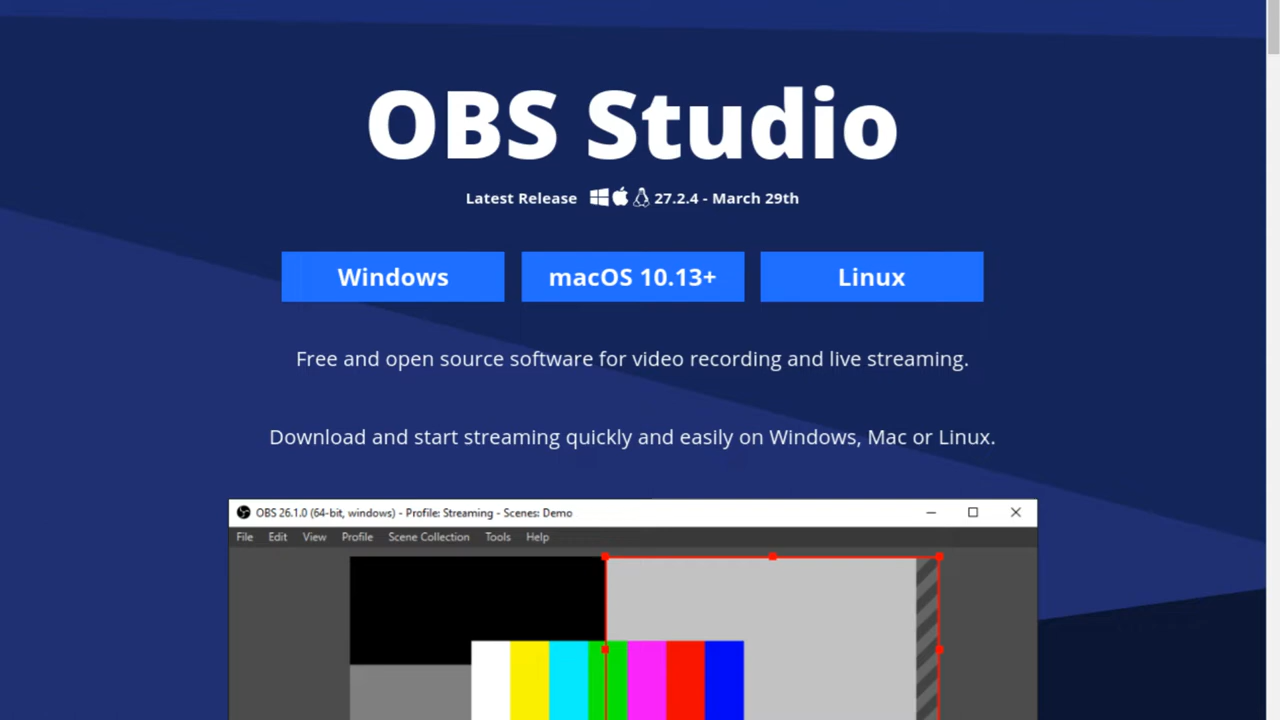 OBS Studio
Latest Release 27.2.4 - March 29th
Windows macOS 10.13+ Linux
Free and open source software for video recording and live streaming.
Download and start streaming quickly and easily on Windows, Mac or Linux.
OBS 26.1.0 (64-bit, windows) - Profile: Streaming - Scenes: Demo
File Edit View Profile Scene Collection Tools Help